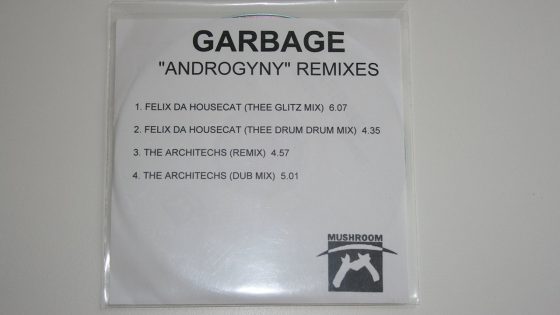 GARBAGE
"ANDROGYNY" REMIXES
1. FELIX DA HOUSECAT (THEE GLITZ MIX) 6.07
2. FELIX DA HOUSECAT (THEE DRUM DRUM MIX) 4.35
3. THE ARCHITECHS (REMIX) 4.57
4. THE ARCHITECHS (DUB MIX) 5.01
MUSHROOM